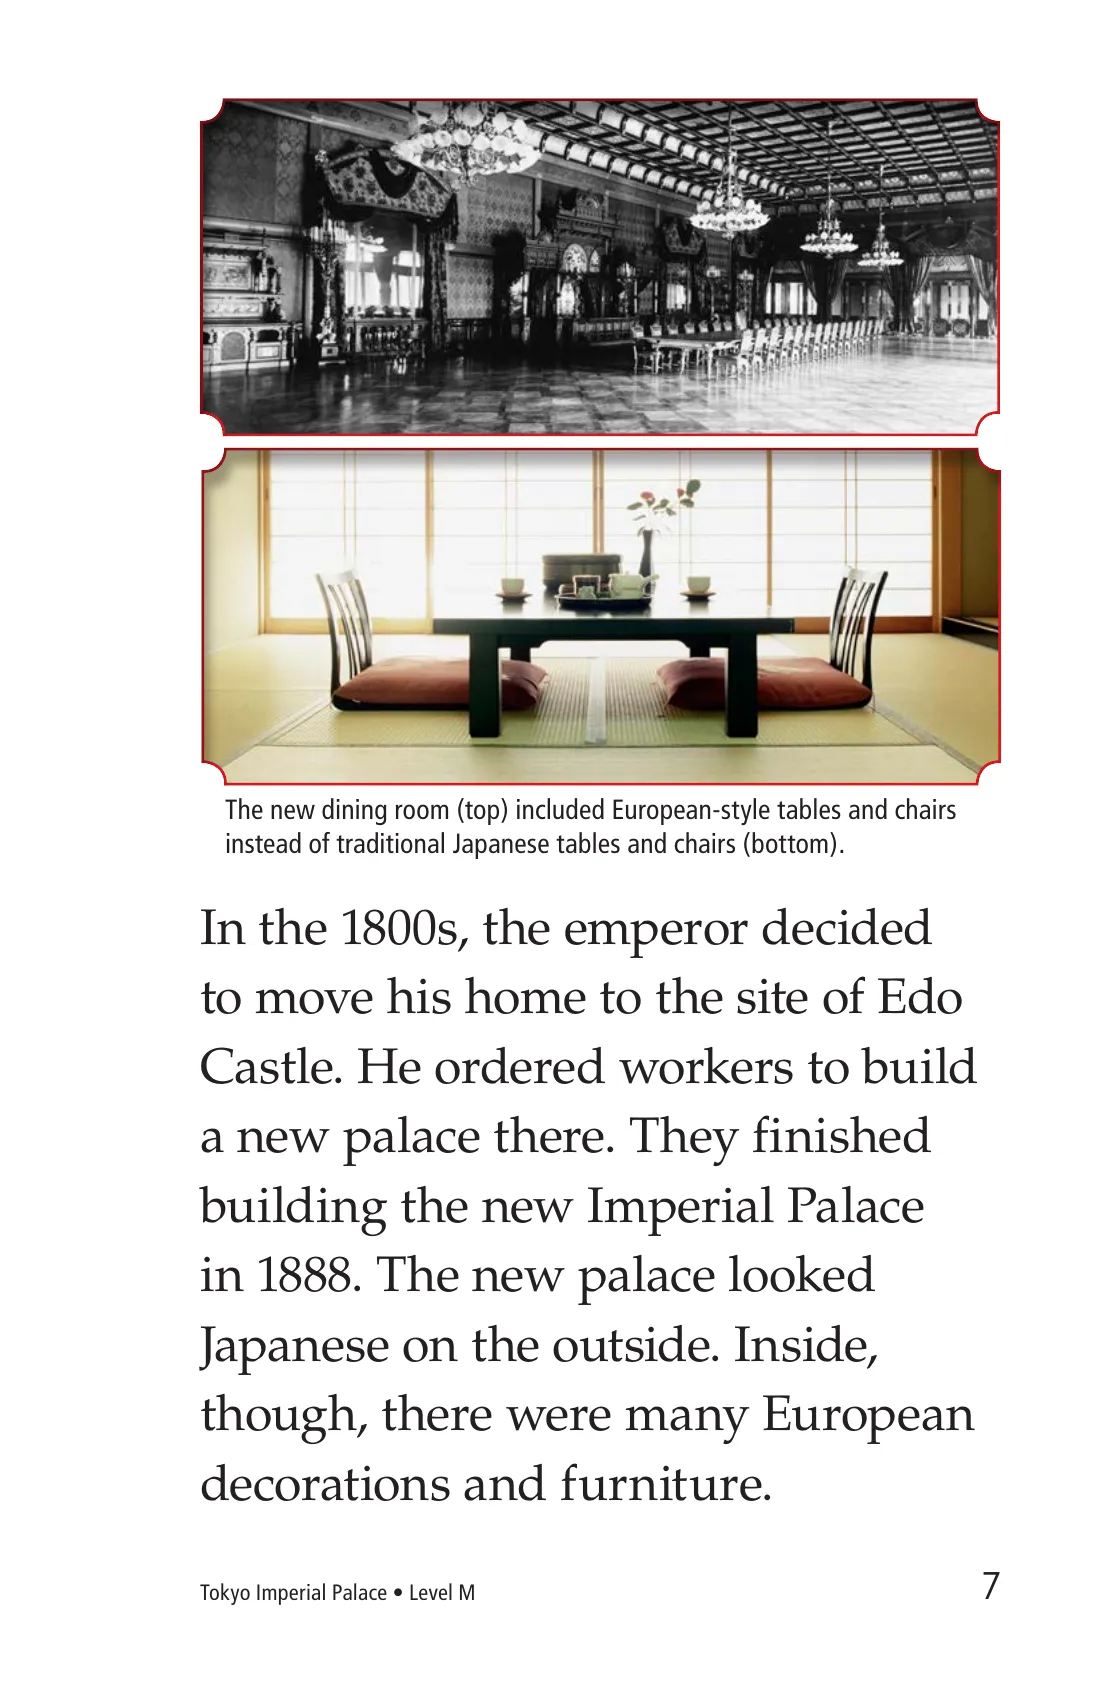 The new dining room (top) included European-style tables and chairs
instead of traditional Japanese tables and chairs (bottom).
In the 1800s, the emperor decided
to move his home to the site of Edo
Castle. He ordered workers to build
a new palace there. They finished
building the new Imperial Palace
in 1888. The new palace looked
Japanese on the outside. Inside,
though, there were many European
decorations and furniture.
Tokyo Imperial Palace • Level M
7